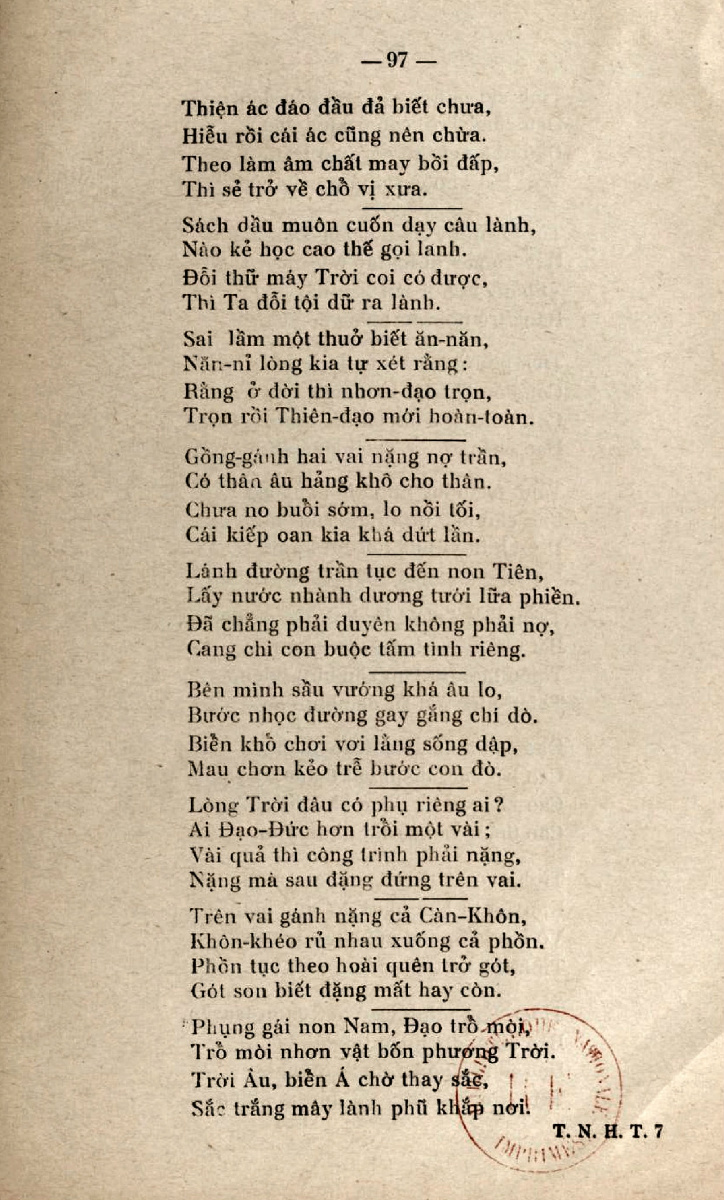 — 97 —
Thiện ác đáo đầu đả biết chưa,
Hiểu rồi cái ác cũng nên chừa.
Theo làm âm chất may bồi đấp,
Thì sẻ trở về chổ vị xưa.
Sách dầu muôn cuốn dạy câu lành,
Nào kẻ học cao thế gọi lanh.
Đỗi thữ máy Trời coi có được,
Thì Ta đỗi tội dữ ra lành.
Sai lầm một thuở biết ăn-năn,
Năn-nỉ lòng kia tự xét rằng:
Rằng ở đời thì nhơn-đạo trọn,
Trọn rồi Thiên-đạo mới hoàn-toàn.
Gồng-gánh hai vai nặng nợ trần,
Có thân âu hảng khổ cho thân.
Chưa no buồi sớm, lo nồi tối,
Cái kiếp oan kia khá dứt lần.
Lánh đường trần tục đến non Tiên,
Lấy nước nhành dương tưới lữa phiền.
Đã chẳng phải duyên không phải nợ,
Cang chi con buộc tấm tình riêng.
Bên mình sầu vướng khá âu lo,
Bước nhọc đường gay gắng chí dò.
Biển khổ chơi vơi lằng sống dập,
Mau chơn kẻo trễ bước con đò.
Lòng Trời đâu có phụ riêng ai?
Ai Đạo-Đức hơn trồi một vài;
Vài quả thì công trình phải nặng,
Nặng mà sau đặng đứng trên vai.
Trên vai gánh nặng cả Càn-Khôn,
Khôn-khéo rủ nhau xuống cả phồn.
Phồn tục theo hoài quên trở gót,
Gót son biết đặng mất hay còn.
Phụng gái non Nam, Đạo trổ mòi,
Trổ mòi nhơn vật bốn phương Trời.
Trời Âu, biển Á chờ thay sắc,
Sắc trắng mây lành phũ khắp nơi.
T. N. H. T. 7